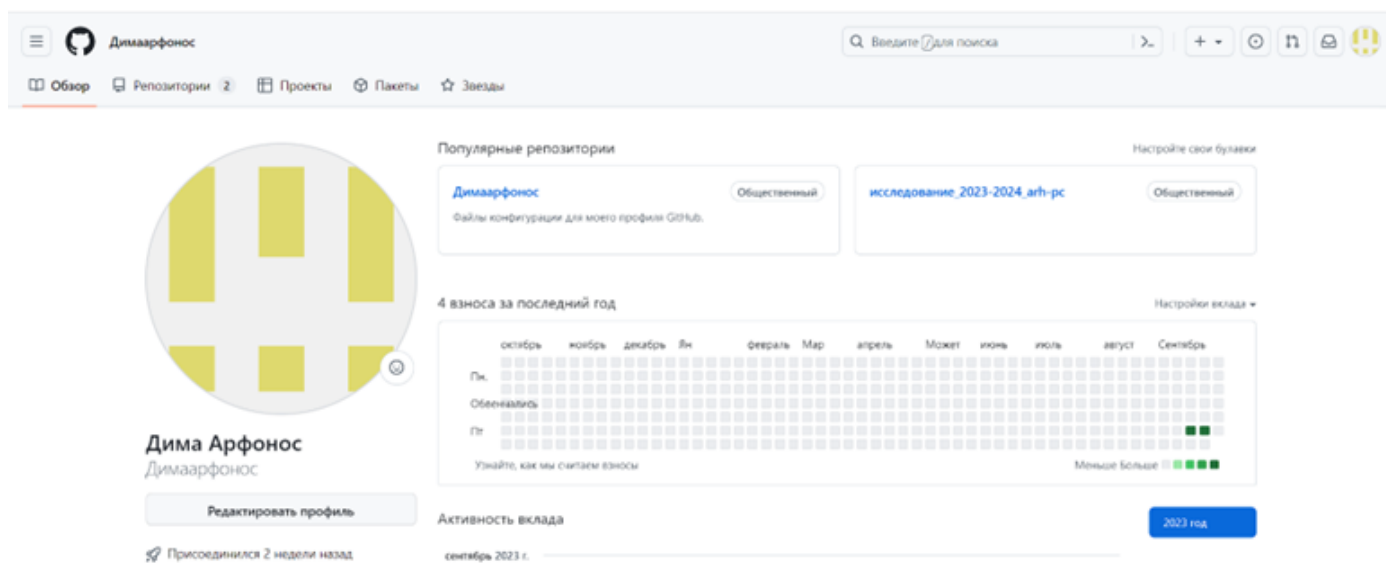 Димаарфонос
Введите / для поиска
Обзор Репозитории 2 Проекты Пакеты Звезды
Популярные репозитории Настройте свои булавки
Димаарфонос Общественный
Файлы конфигурации для моего профиля GitHub.
исследование_2023-2024_arh-pc Общественный
4 взноса за последний год Настройки вклада
октябрь ноябрь декабрь Ян февраль Мар апрель Может июнь июль август Сентябрь
Пн.
Пт
Узнайте, как мы считаем взносы Меньше Больше
Дима Арфонос
Димаарфонос
Редактировать профиль
Присоединился 2 недели назад
Активность вклада 2023 год
сентябрь 2023 г.